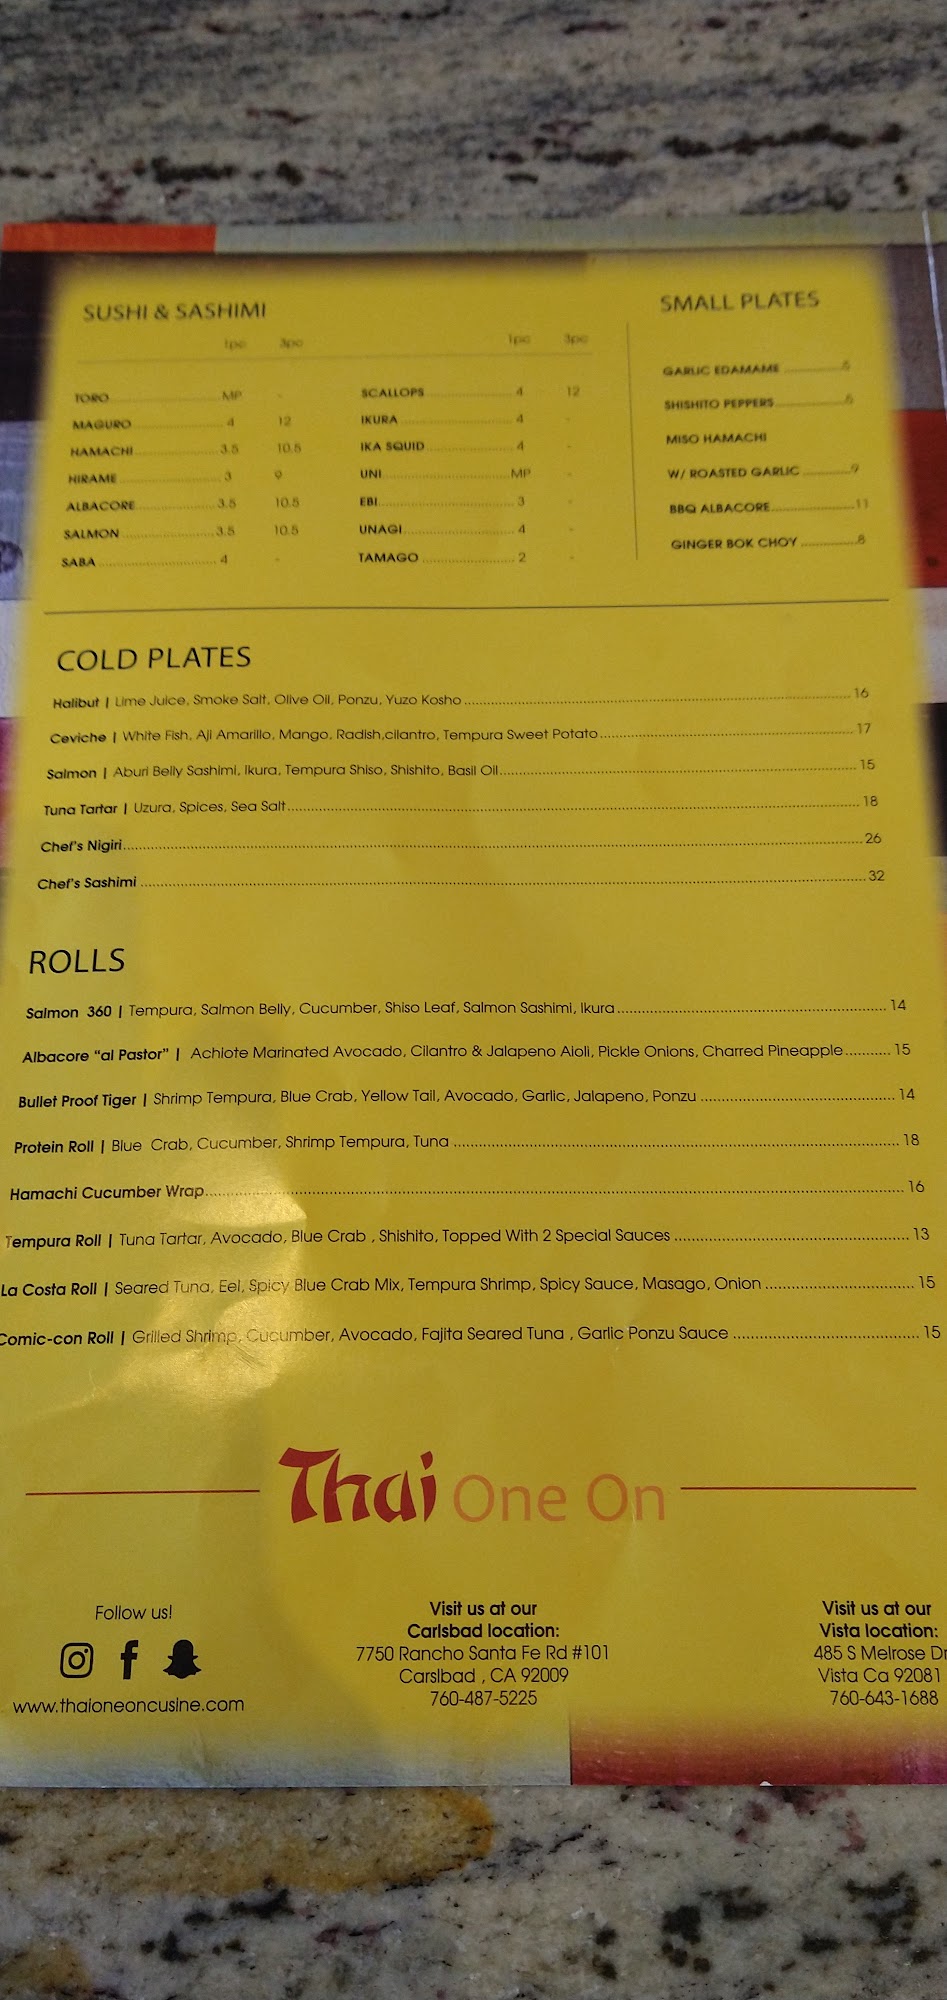 SUSHI & SASHIMI
1pc 3pc 1pc 3pc
TORO MP -
MAGURO 4 12
HAMACHI 3.5 10.5
HIRAME 3 9
ALBACORE 3.5 10.5
SALMON 3.5 10.5
SABA 4 -
SCALLOPS 4 12
IKURA 4 -
IKA SQUID 4 -
UNI MP -
EBI 3 -
UNAGI 4 -
TAMAGO 2 -
SMALL PLATES
GARLIC EDAMAME 6
SHISHITO PEPPERS 6
MISO HAMACHI
W/ ROASTED GARLIC 9
BBQ ALBACORE 11
GINGER BOK CHOY 8
COLD PLATES
Halibut | Lime Juice, Smoke Salt, Olive Oil, Ponzu, Yuzo Kosho 16
Ceviche | White Fish, Aji Amarillo, Mango, Radish,cilantro, Tempura Sweet Potato 17
Salmon | Aburi Belly Sashimi, Ikura, Tempura Shiso, Shishito, Basil Oil 15
Tuna Tartar | Uzura, Spices, Sea Salt 18
Chef's Nigiri 26
Chef's Sashimi 32
ROLLS
Salmon 360 | Tempura, Salmon Belly, Cucumber, Shiso Leaf, Salmon Sashimi, Ikura 14
Albacore "al Pastor" | Achiote Marinated Avocado, Cilantro & Jalapeno Aioli, Pickle Onions, Charred Pineapple 15
Bullet Proof Tiger | Shrimp Tempura, Blue Crab, Yellow Tail, Avocado, Garlic, Jalapeno, Ponzu 14
Protein Roll | Blue Crab, Cucumber, Shrimp Tempura, Tuna 18
Hamachi Cucumber Wrap 16
Tempura Roll | Tuna Tartar, Avocado, Blue Crab , Shishito, Topped With 2 Special Sauces 13
La Costa Roll | Seared Tuna, Eel, Spicy Blue Crab Mix, Tempura Shrimp, Spicy Sauce, Masago, Onion 15
Comic-con Roll | Grilled Shrimp, Cucumber, Avocado, Fajita Seared Tuna , Garlic Ponzu Sauce 15
Thai One On
Follow us!
www.thaioneoncusine.com
Visit us at our
Carlsbad location:
7750 Rancho Santa Fe Rd #101
Carslbad , CA 92009
760-487-5225
Visit us at our
Vista location:
485 S Melrose Dr
Vista Ca 92081
760-643-1688